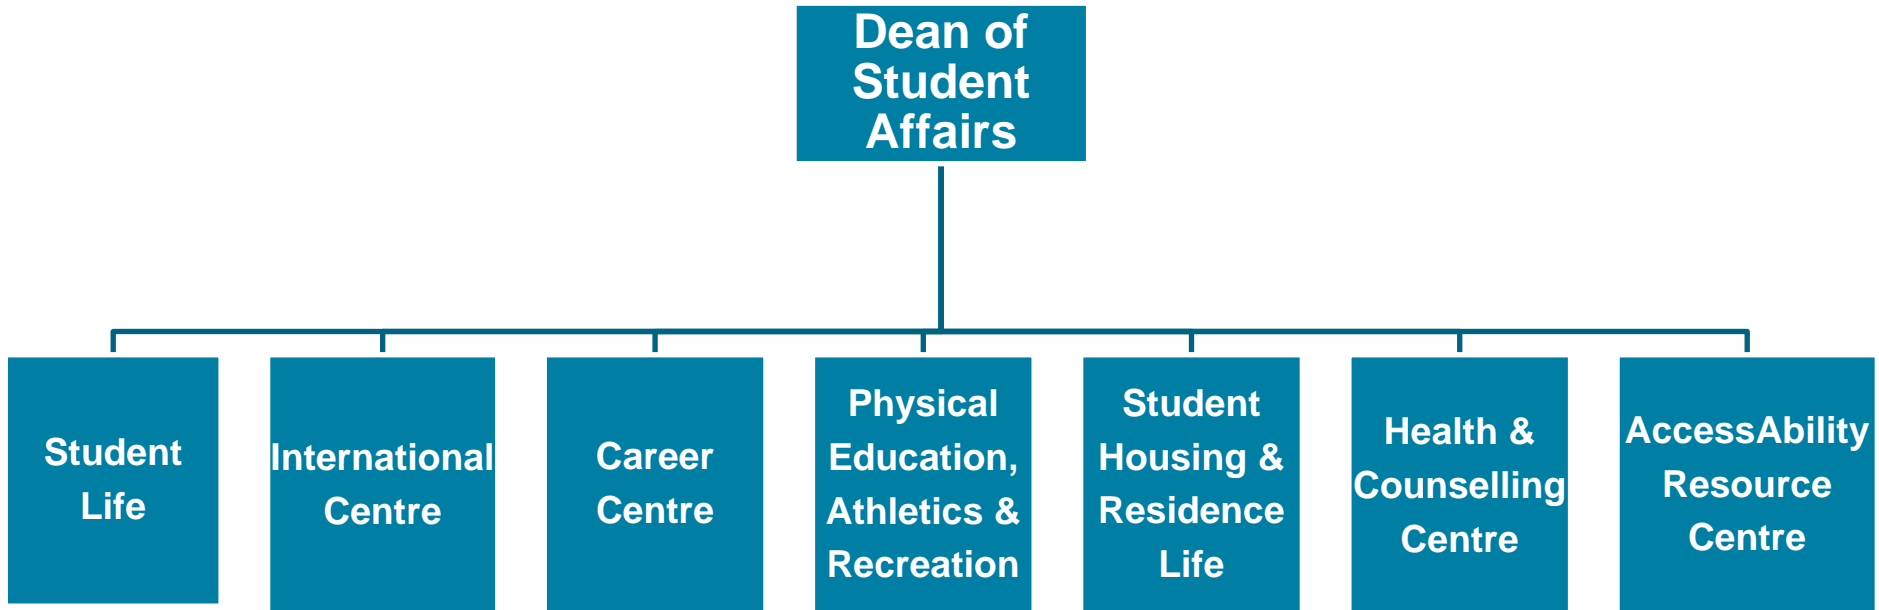 Dean of
Student
Affairs
Student
Life
International
Centre
Career
Centre
Physical
Education,
Athletics &
Recreation
Student
Housing &
Residence
Life
Health &
Counselling
Centre
AccessAbility
Resource
Centre